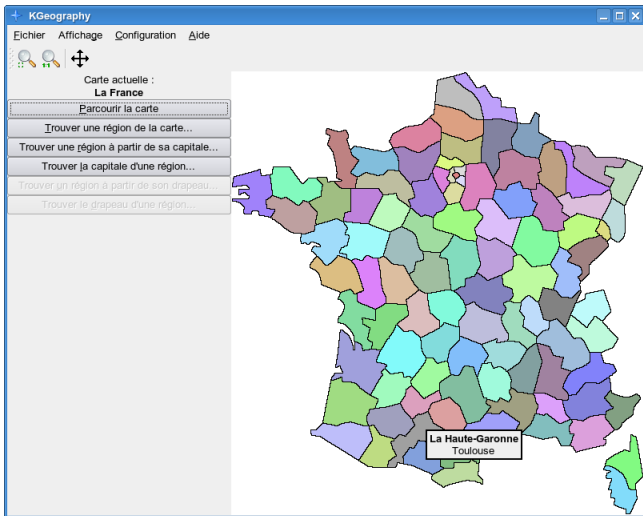 KGeography
Fichier Affichage Configuration Aide
Carte actuelle :
La France
Parcourir la carte
Trouver une région de la carte...
Trouver une région à partir de sa capitale...
Trouver la capitale d'une région...
Trouver un région à partir de son drapeau...
Trouver le drapeau d'une région...
La Haute-Garonne
Toulouse